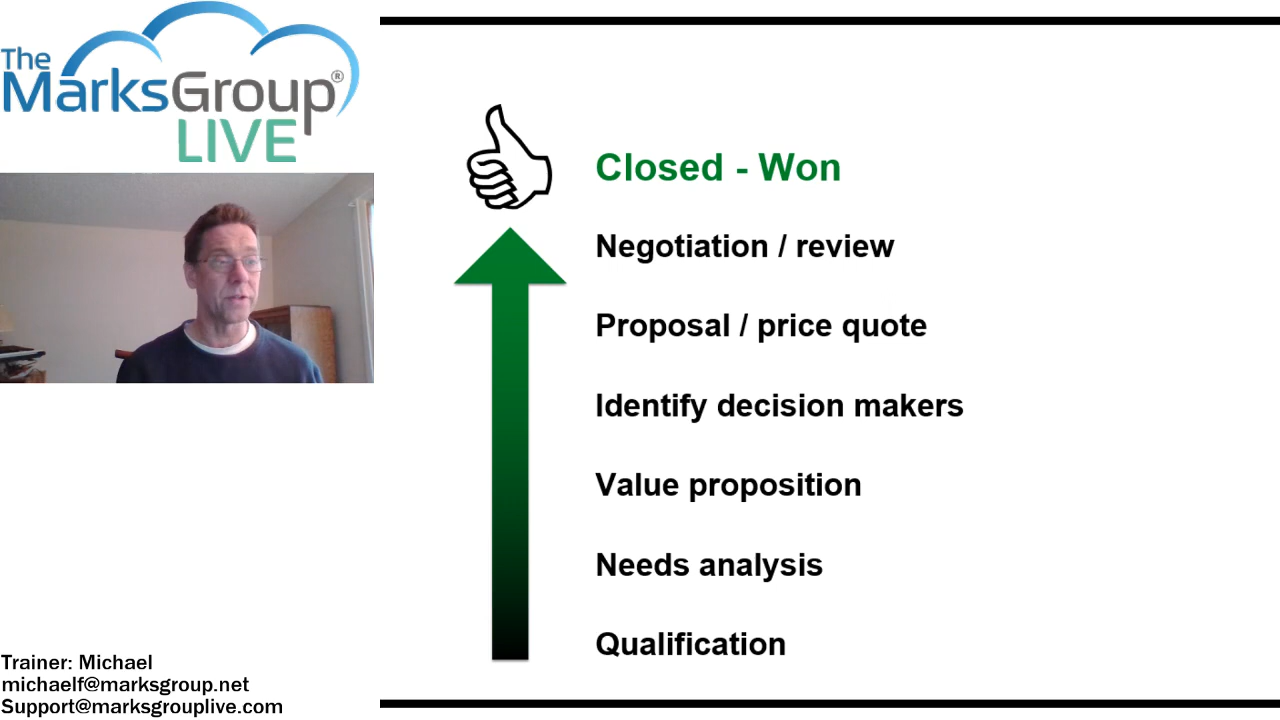 The
MarksGroup®
LIVE
Closed - Won
Negotiation / review
Proposal / price quote
Identify decision makers
Value proposition
Needs analysis
Qualification
Trainer: Michael
michaelf@marksgroup.net
Support@marksgrouplive.com